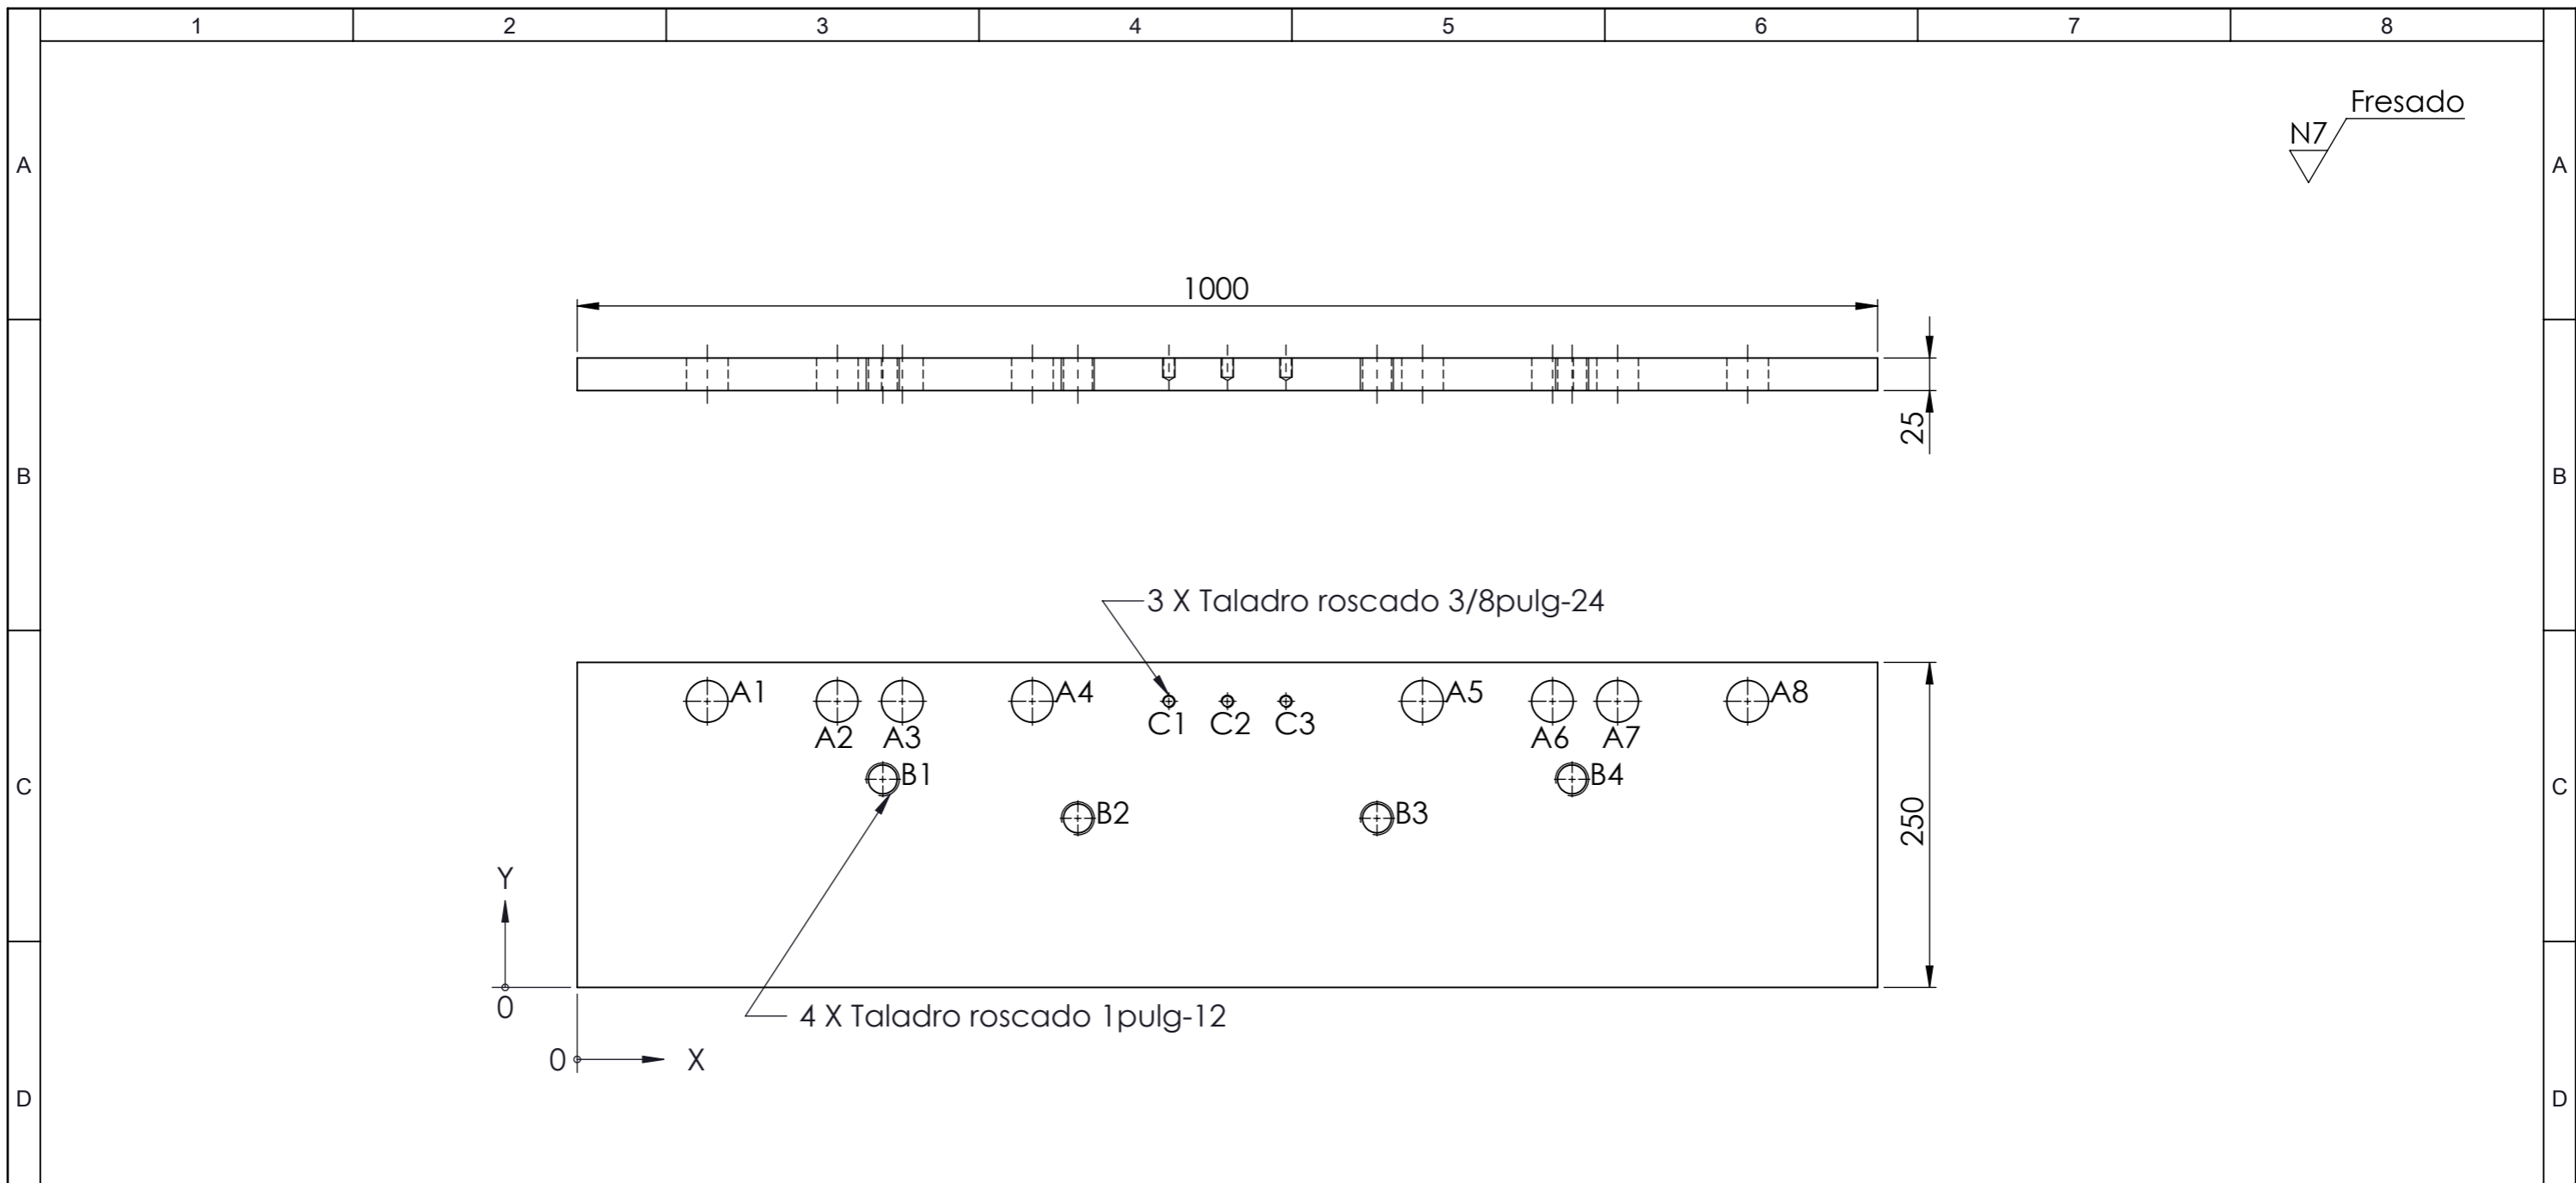 1 2 3 4 5 6 7 8
Fresado
N7
A A
1000
25
B B
3 X Taladro roscado 3/8pulg-24
A1 A4 A5 A8
C1 C2 C3
A2 A3 A6 A7
B1 B4
C C
B2 B3
250
Y
0
4 X Taladro roscado 1pulg-12
0 X
D D